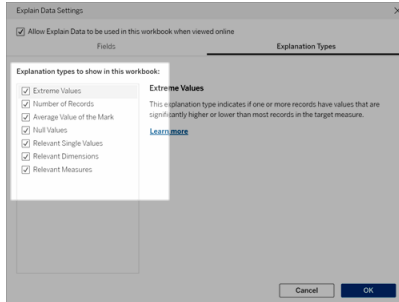 Explain Data Settings
Allow Explain Data to be used in this workbook when viewed online
Fields
Explanation Types
Explanation types to show in this workbook:
Extreme Values
Number of Records
Average Value of the Mark
Null Values
Relevant Single Values
Relevant Dimensions
Relevant Measures
Extreme Values
This explanation type indicates if one or more records have values that are
significantly higher or lower than most records in the target measure.
Learn more
Cancel
OK